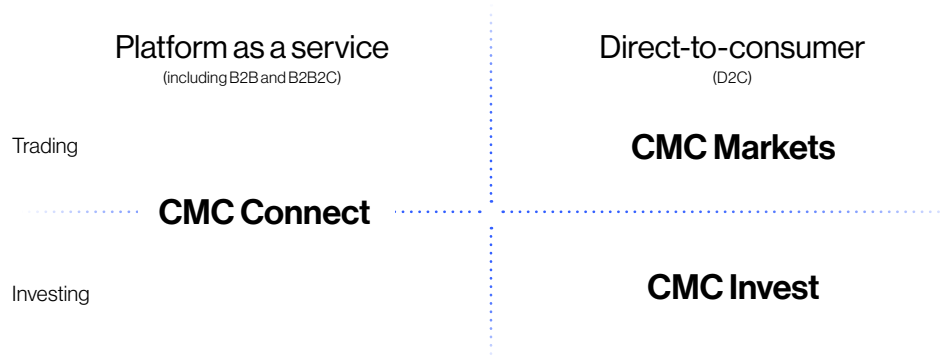 Platform as a service
Direct-to-consumer
(including B2B and B2B2C)
(D2C)
Trading
CMC Markets
CMC Connect
Investing
CMC Invest